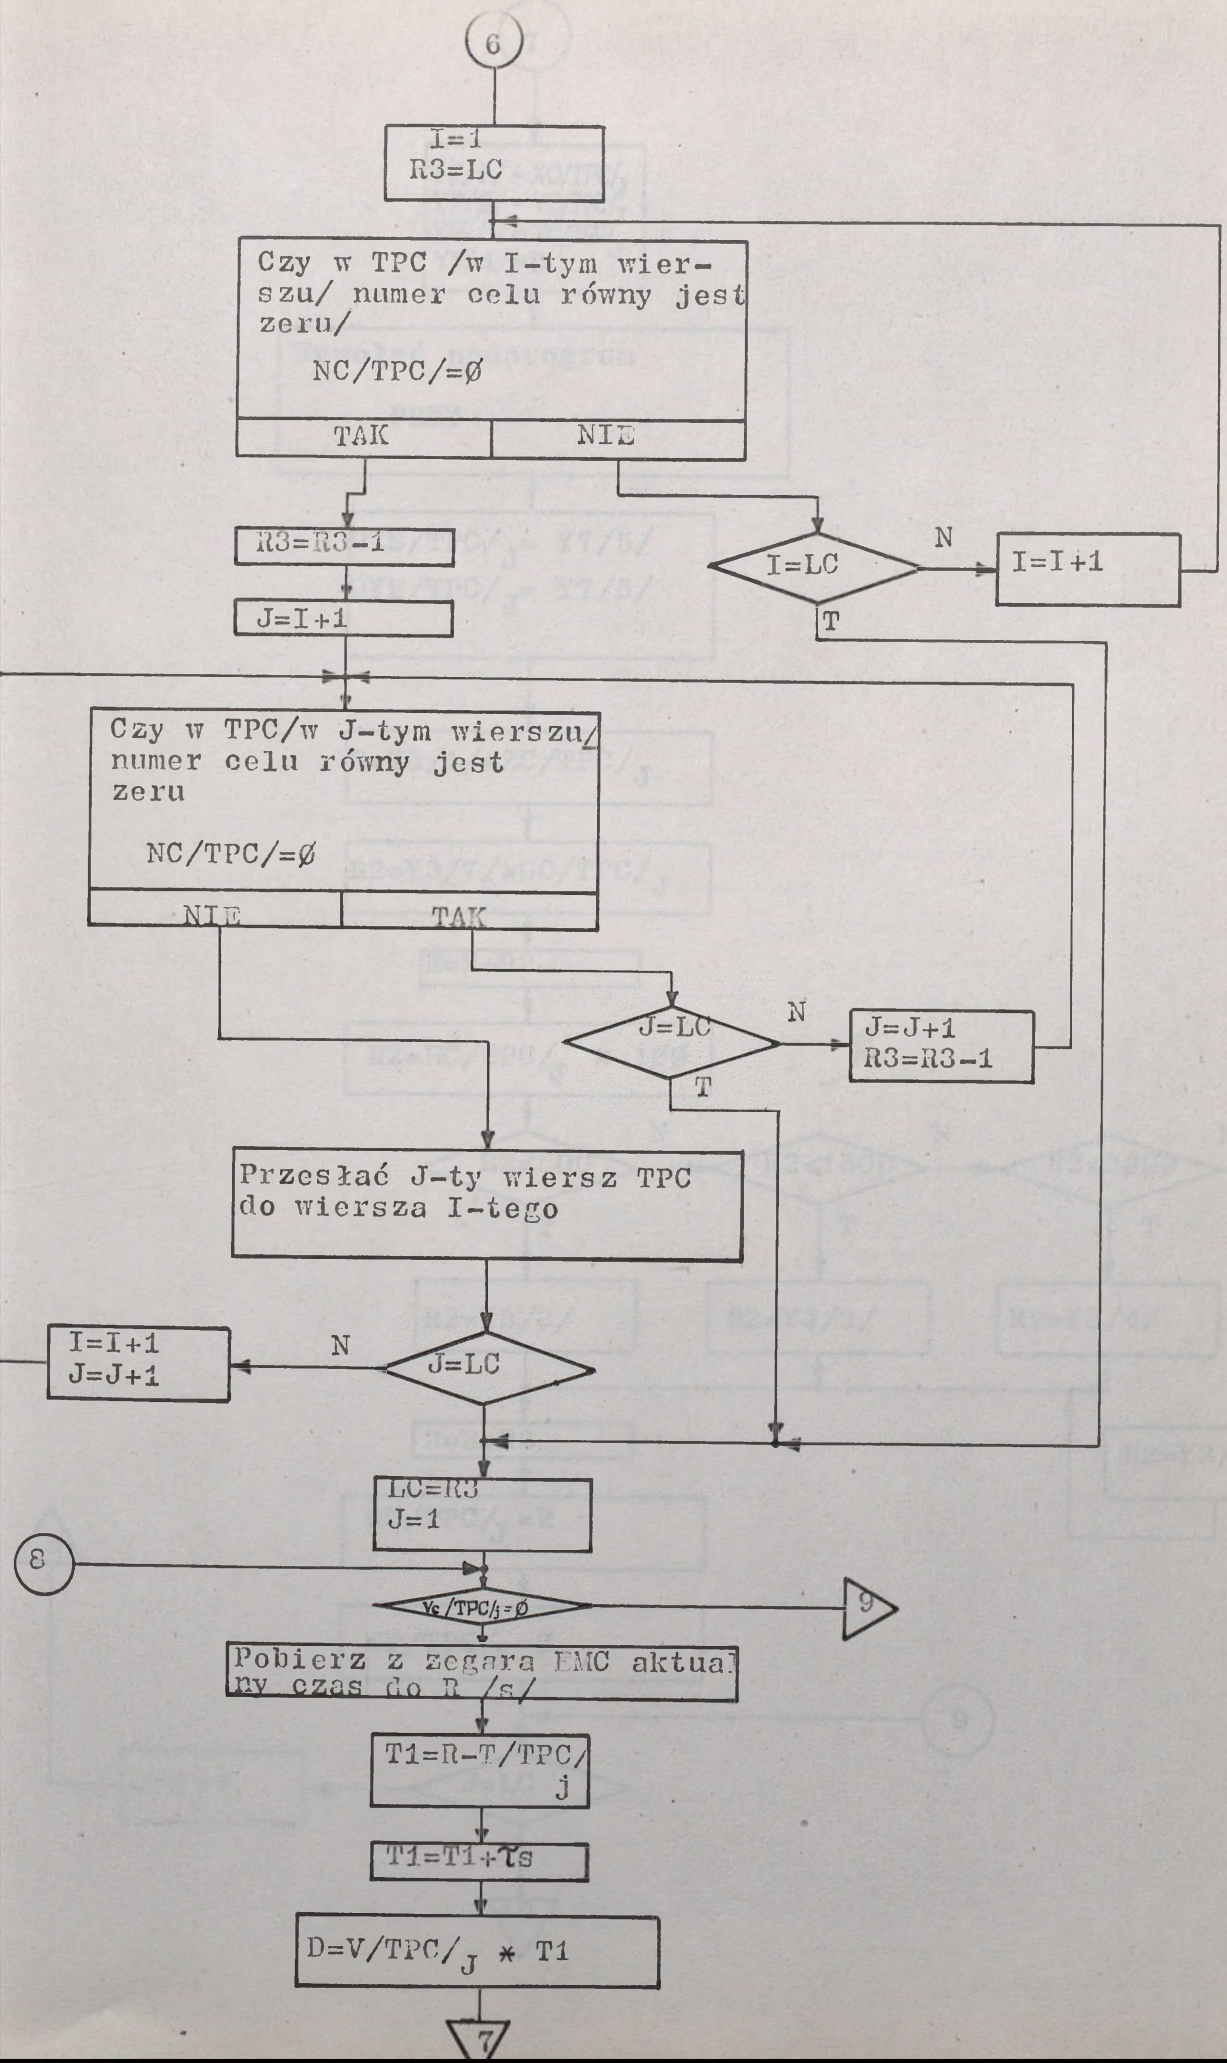 6
I=1
R3=LC
Czy w TPC /w I-tym wier-
szu/ numer celu równy jest
zeru/
NC/TPC/=Ø
TAK
NIE
R3=R3-1
J=I+1
I=LC
N
I=I+1
T
Czy w TPC/w J-tym wierszu/
numer celu równy jest
zeru
NC/TPC/=Ø
NIE
TAK
J=LC
N
J=J+1
R3=R3-1
T
Przesłać J-ty wiersz TPC
do wiersza I-tego
I=I+1
J=J+1
N
J=LC
LC=R3
J=1
8
Vc/TPC/j=Ø
9
Pobierz z zegara EMC aktual
ny czas do R /s/
T1=R-T/TPC/
j
T1=T1+τs
D=V/TPC/J * T1
7